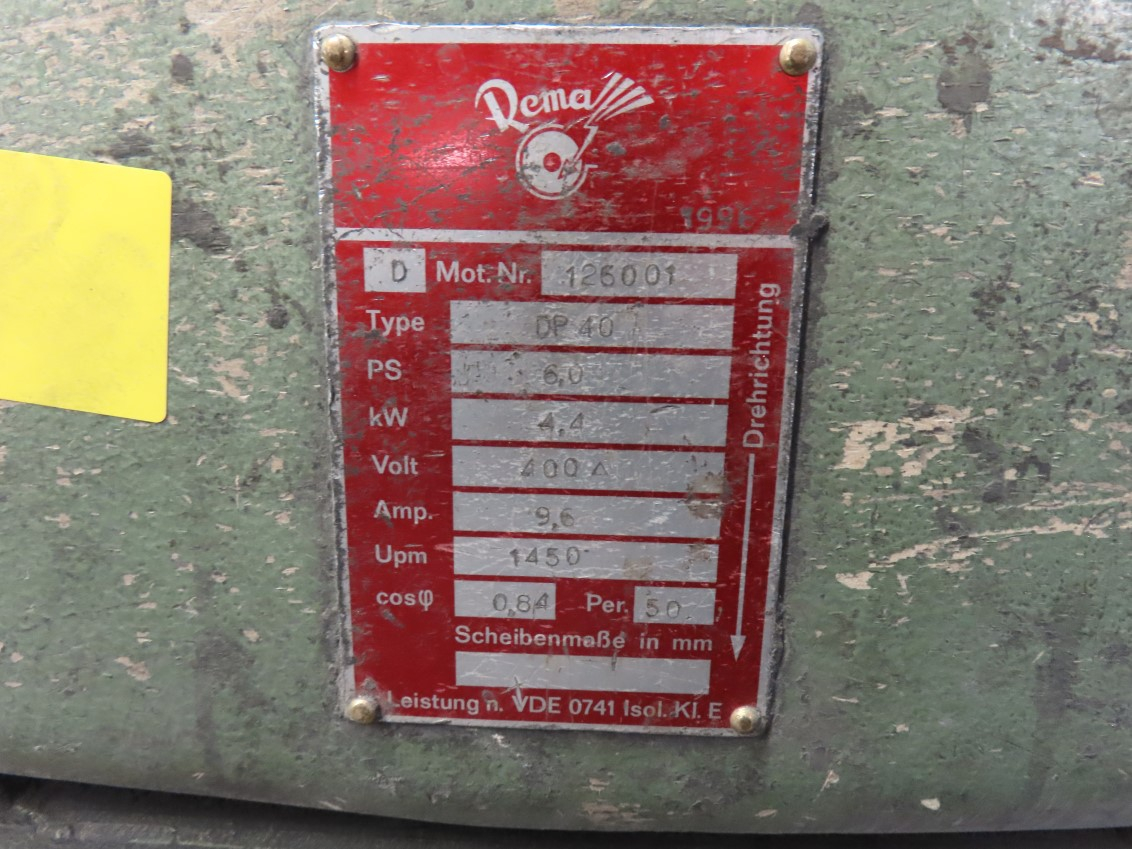 Rema
D Mot. Nr. 126001
Type DP 40
PS 6,0
kW 4,4
Volt 400 Δ
Amp. 9,6
Upm 1450
cosφ 0,84 Per. 50
Scheibenmaße in mm
Leistung n. VDE 0741 Isol. Kl. E
Drehrichtung